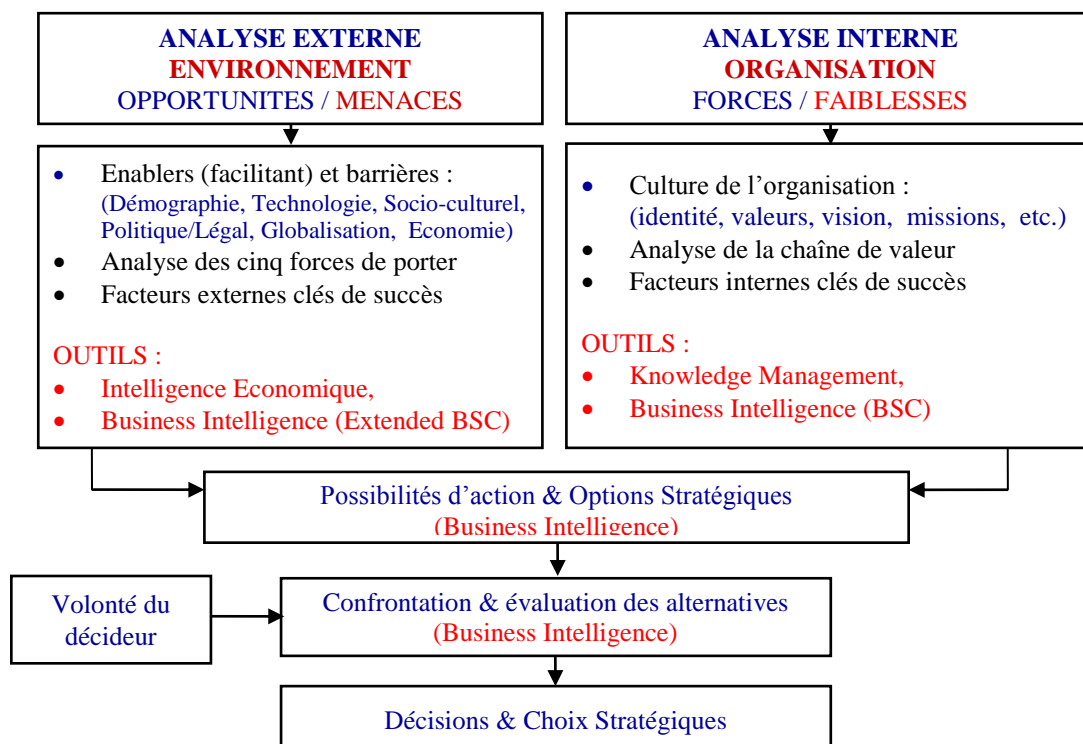 ANALYSE EXTERNE
ENVIRONNEMENT
OPPORTUNITES / MENACES
ANALYSE INTERNE
ORGANISATION
FORCES / FAIBLESSES
• Enablers (facilitant) et barrières :
(Démographie, Technologie, Socio-culturel,
Politique/Légal, Globalisation, Economie)
• Analyse des cinq forces de porter
• Facteurs externes clés de succès
OUTILS :
• Intelligence Economique,
• Business Intelligence (Extended BSC)
• Culture de l'organisation :
(identité, valeurs, vision, missions, etc.)
• Analyse de la chaîne de valeur
• Facteurs internes clés de succès
OUTILS :
• Knowledge Management,
• Business Intelligence (BSC)
Possibilités d'action & Options Stratégiques
(Business Intelligence)
Volonté du
décideur
Confrontation & évaluation des alternatives
(Business Intelligence)
Décisions & Choix Stratégiques